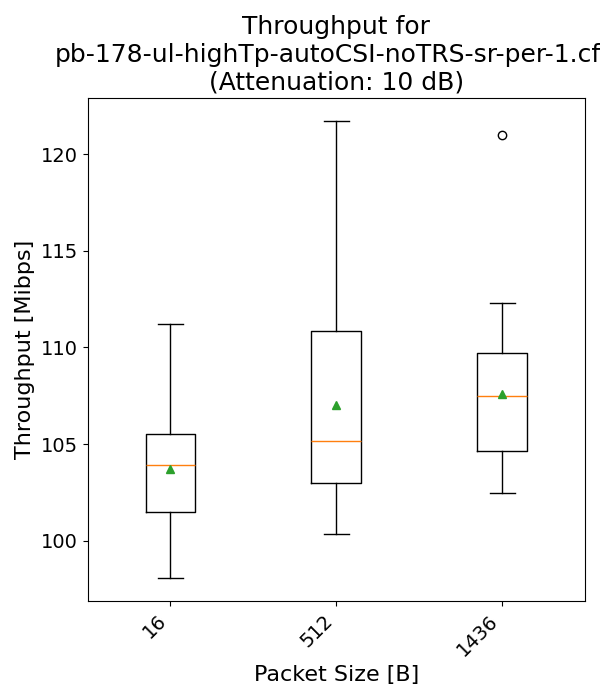 Throughput for
pb-178-ul-highTp-autoCSI-noTRS-sr-per-1.cf
(Attenuation: 10 dB)
Throughput [Mibps]
120
115
110
105
100
16
512
1436
Packet Size [B]